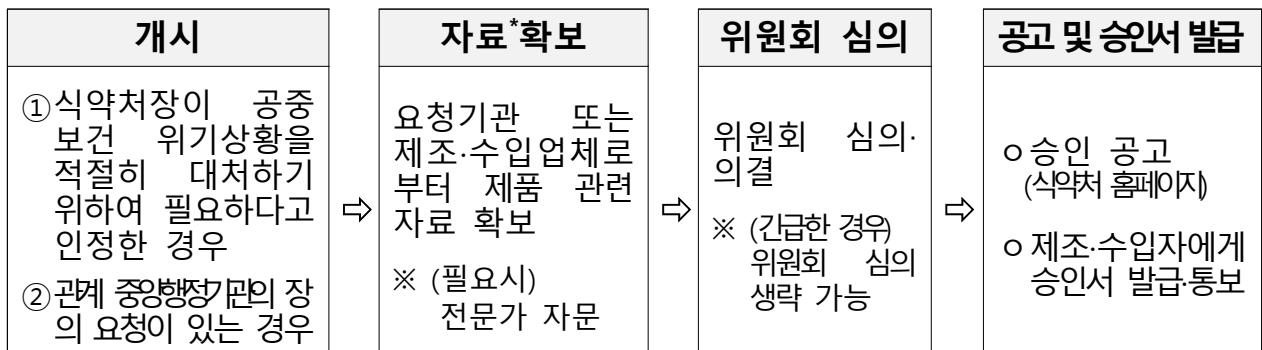 개시
①식약처장이 공중
보건 위기상황을
적절히 대처하기
위하여 필요하다고
인정한 경우
②관계 중앙행정기관의 장
의 요청이 있는 경우
⇨
자료*확보
요청기관 또는
제조·수입업체로
부터 제품 관련
자료 확보
※ (필요시)
전문가 자문
⇨
위원회 심의
위원회 심의·
의결
※ (긴급한 경우)
위원회 심의
생략 가능
⇨
공고 및 승인서 발급
ㅇ승인 공고
(식약처 홈페이지)
ㅇ제조·수입자에게
승인서 발급·통보